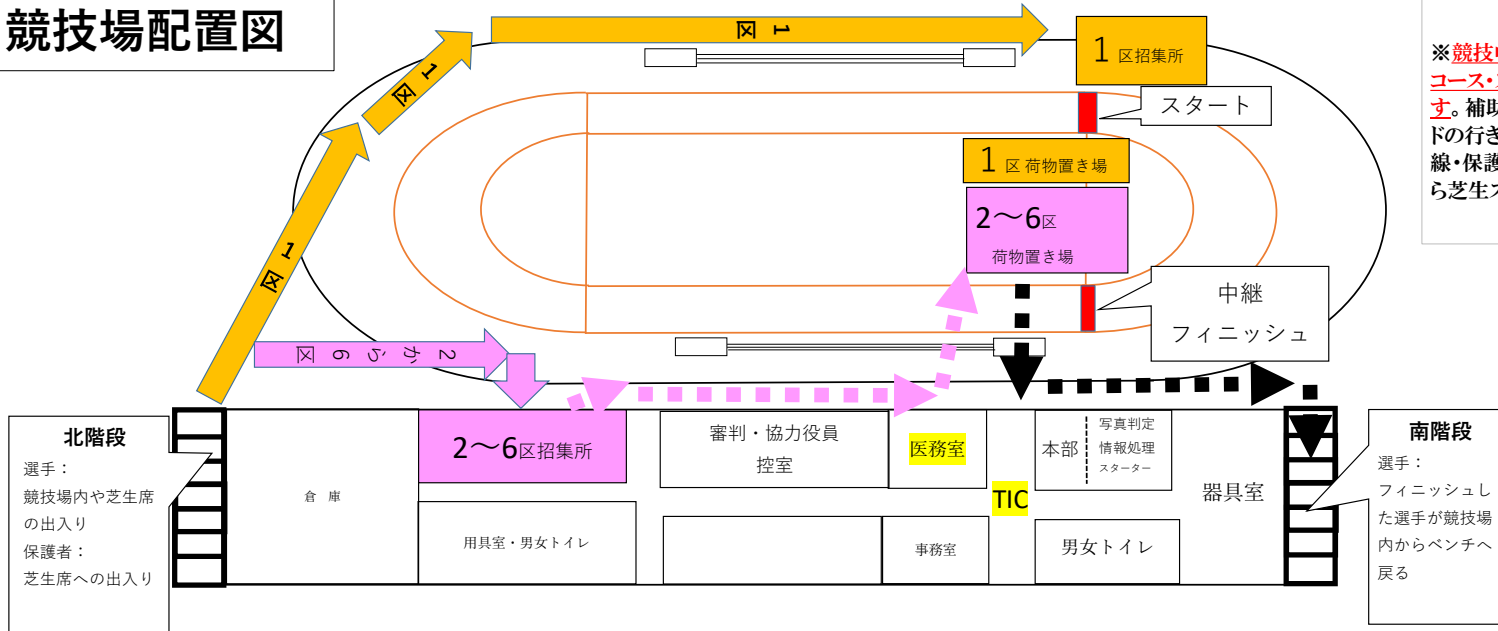 競技場配置図
1区
1区
1区
1区招集所
スタート
1区 荷物置き場
2～6区
荷物置き場
中継
フィニッシュ
2から6区
※競技
コース・
す。補助
ドの行き
線・保護
ら芝生
北階段
選手：
競技場内や芝生席
の出入り
保護者：
芝生席への出入り
倉 庫
2～6区招集所
用具室・男女トイレ
審判・協力役員
控室
医務室
事務室
TIC
本部
写真判定
情報処理
スターター
男女トイレ
器具室
南階段
選手：
フィニッシュし
た選手が競技場
内からベンチへ
戻る